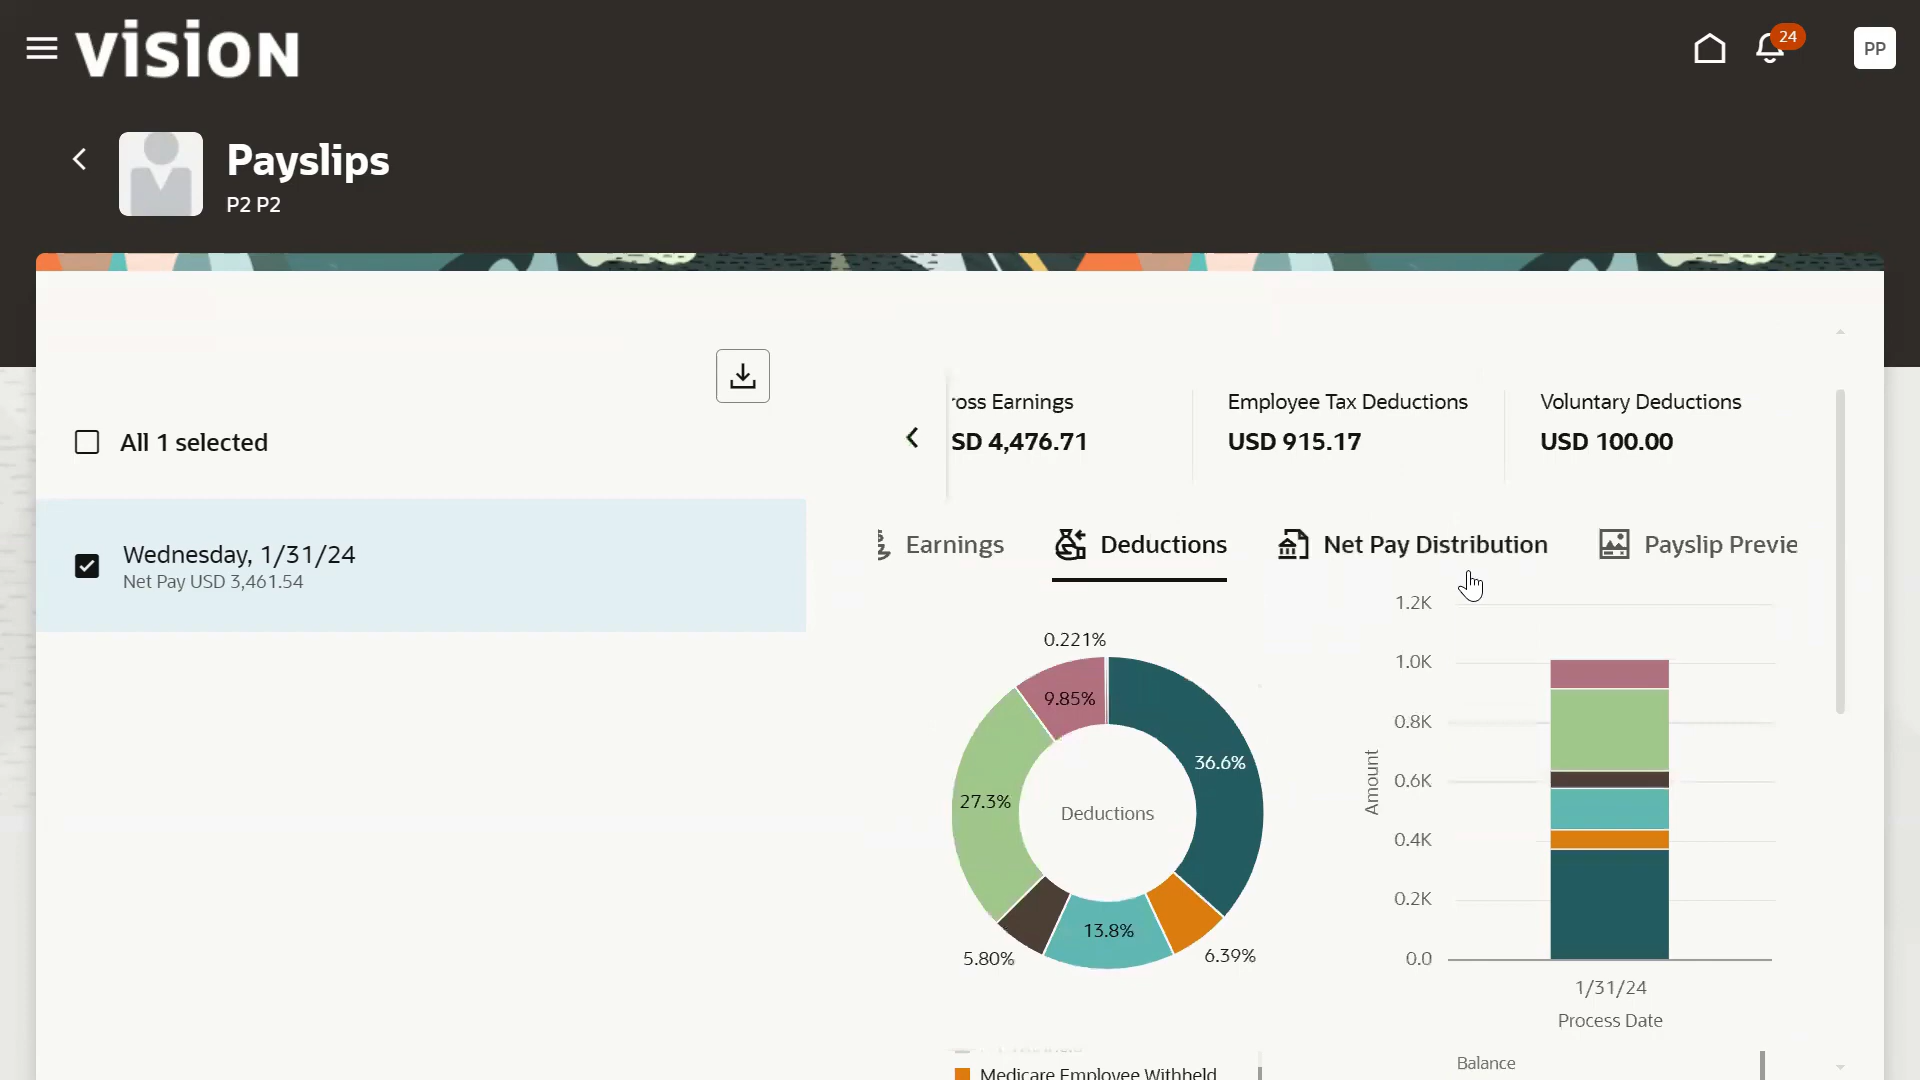 vision
24
PP
Payslips
P2 P2
ross Earnings
SD 4,476.71
Employee Tax Deductions
USD 915.17
Voluntary Deductions
USD 100.00
All 1 selected
Wednesday, 1/31/24
Net Pay USD 3,461.54
Earnings
Deductions
Net Pay Distribution
Payslip Previe
0.221%
9.85%
36.6%
27.3%
Deductions
13.8%
5.80%
6.39%
1.2K
1.0K
0.8K
0.6K
0.4K
0.2K
0.0
Amount
1/31/24
Process Date
Medicare Employee Withheld
Balance